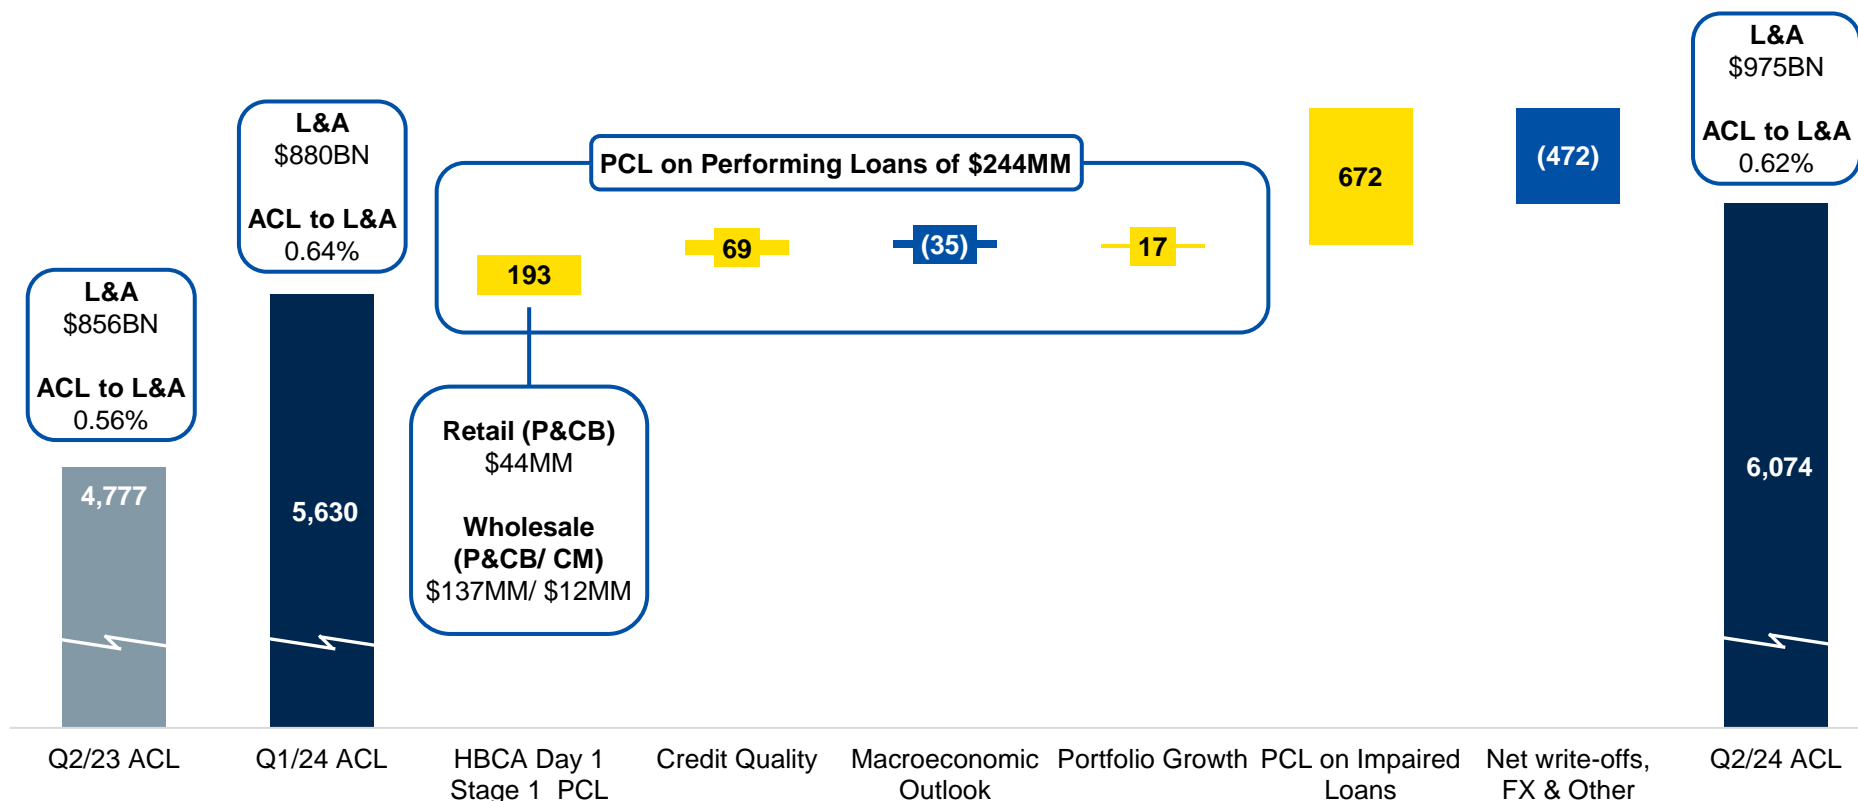 L&A
$856BN
ACL to L&A
0.56%
4,777
L&A
$880BN
ACL to L&A
0.64%
5,630
PCL on Performing Loans of $244MM
193
69
(35)
17
Retail (P&CB)
$44MM
Wholesale
(P&CB/ CM)
$137MM/ $12MM
672
(472)
L&A
$975BN
ACL to L&A
0.62%
6,074
Q2/23 ACL
Q1/24 ACL
HBCA Day 1
Stage 1 PCL
Credit Quality
Macroeconomic
Outlook
Portfolio Growth
PCL on Impaired
Loans
Net write-offs,
FX & Other
Q2/24 ACL